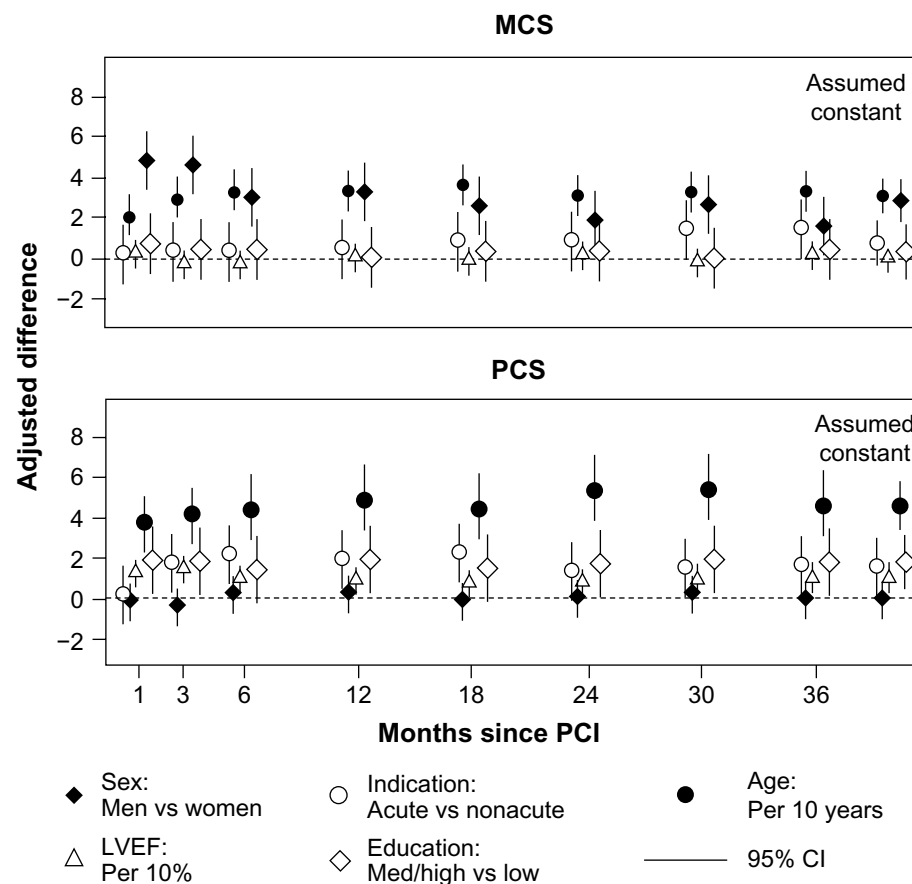 MCS
Assumed
constant
8
6
4
2
0
−2
Adjusted difference
PCS
Assumed
constant
8
6
4
2
0
−2
1 3 6 12 18 24 30 36
Months since PCI
Sex:
Men vs women
Indication:
Acute vs nonacute
Age:
Per 10 years
LVEF:
Per 10%
Education:
Med/high vs low
95% CI